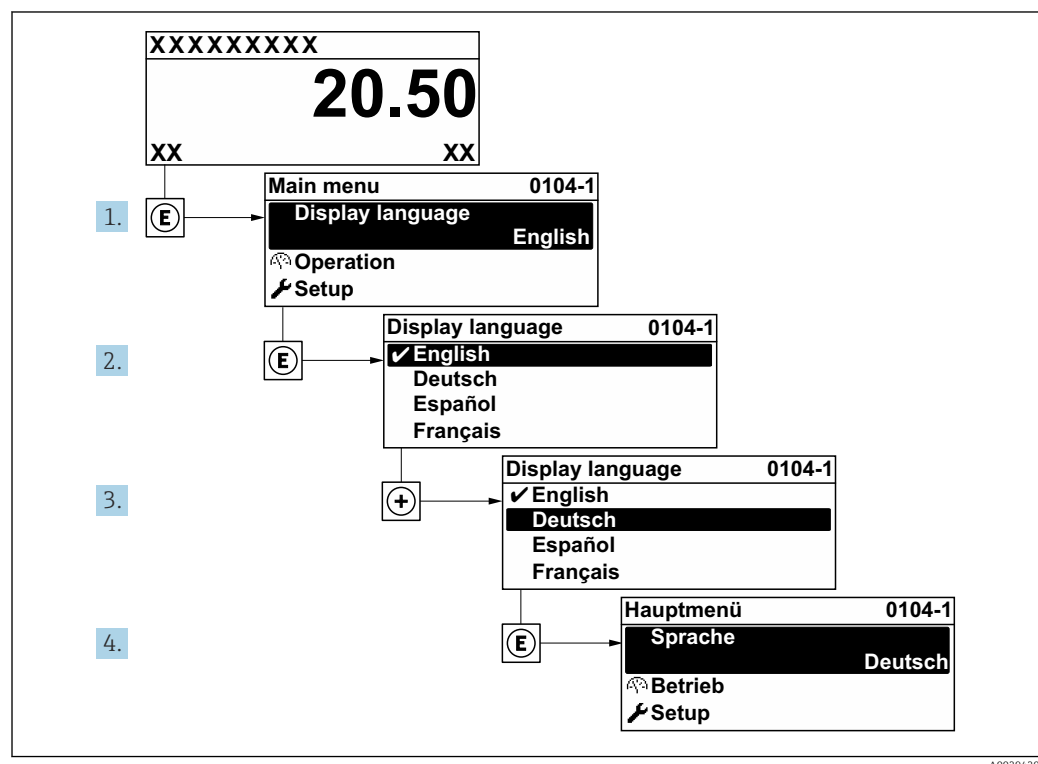 XXXXXXXXX
20.50
XX XX
1. E
Main menu 0104-1
Display language
English
Operation
Setup
2. E
Display language 0104-1
✔English
Deutsch
Español
Français
3. +
Display language 0104-1
✔English
Deutsch
Español
Français
4. E
Hauptmenü 0104-1
Sprache
Deutsch
Betrieb
Setup